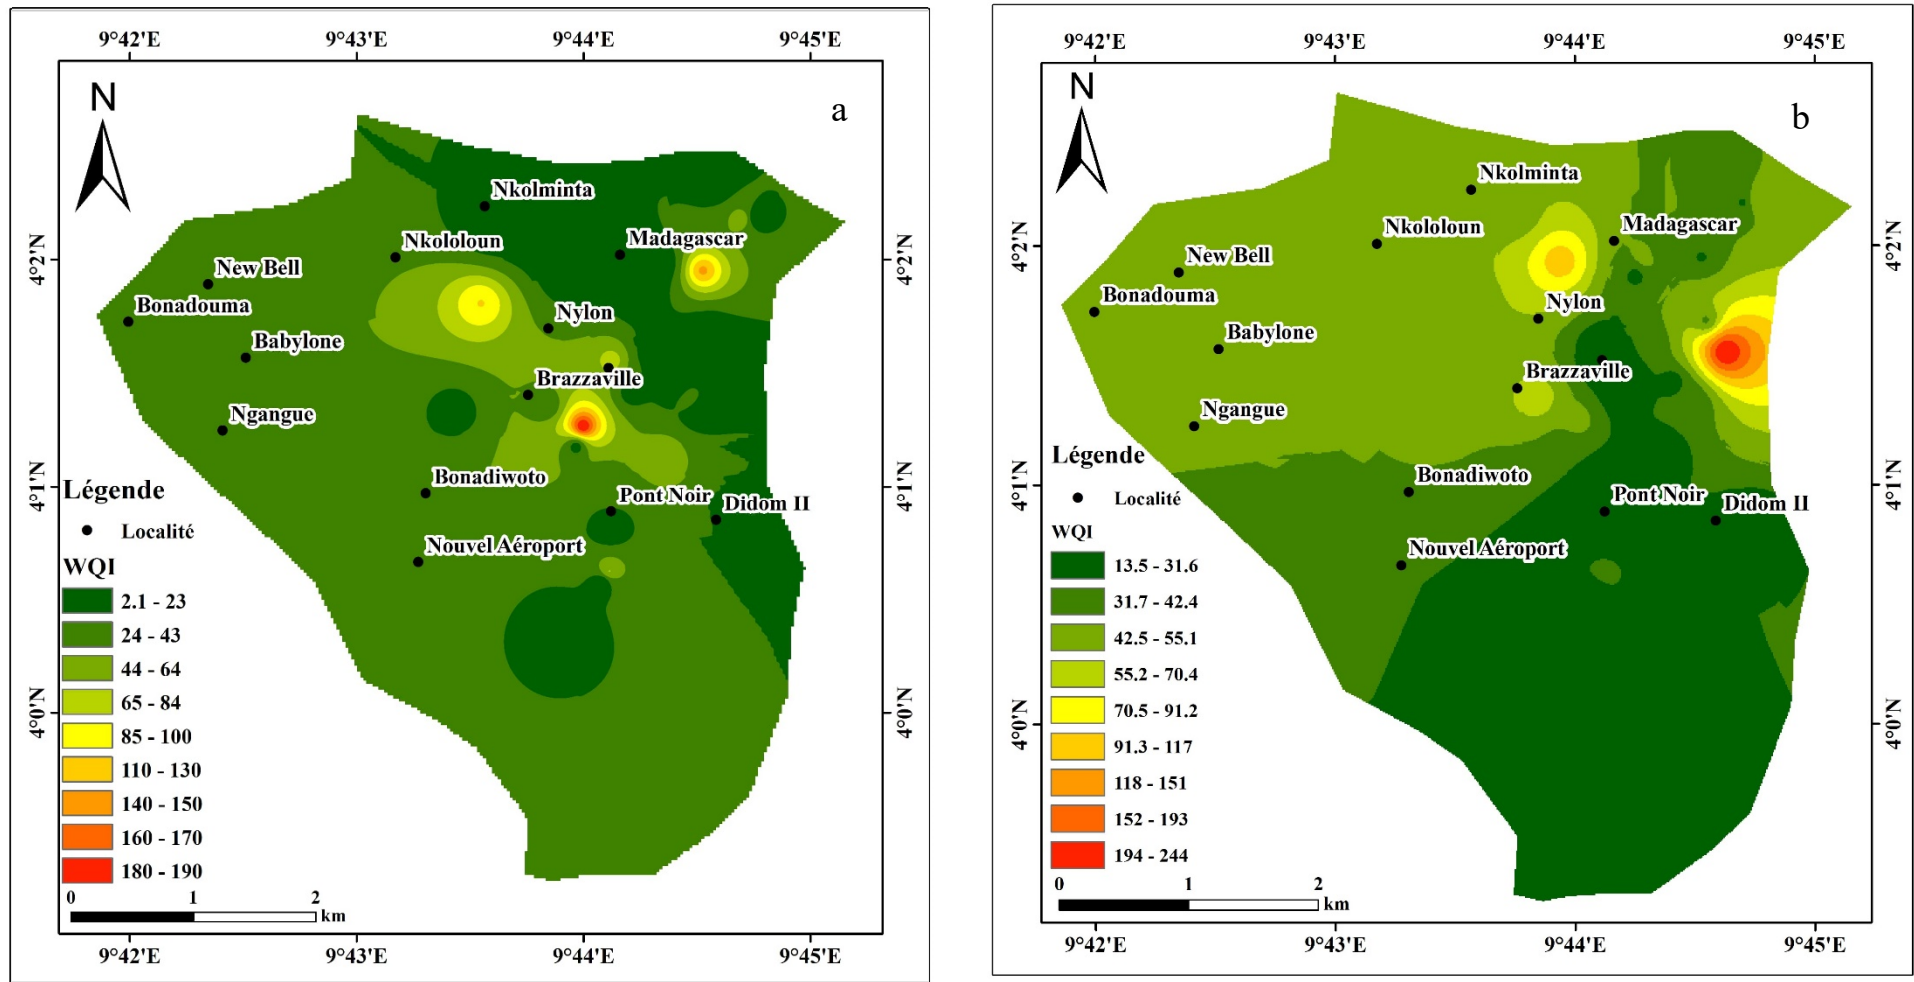 9°42'E 9°43'E 9°44'E 9°45'E
a
N
4°2'N
4°1'N
4°0'N
4°2'N
4°1'N
4°0'N
Nkolminta
Nkololoun
Madagascar
New Bell
Bonadouma
Nylon
Babylone
Brazzaville
Ngangue
Bonadiwoto
Pont Noir
Didom II
Nouvel Aéroport
Légende
Localité
WQI
2.1 - 23
24 - 43
44 - 64
65 - 84
85 - 100
110 - 130
140 - 150
160 - 170
180 - 190
0 1 2
km
9°42'E 9°43'E 9°44'E 9°45'E
9°42'E 9°43'E 9°44'E 9°45'E
b
N
4°2'N
4°1'N
4°0'N
4°2'N
4°1'N
4°0'N
Nkolminta
Nkololoun
Madagascar
New Bell
Bonadouma
Nylon
Babylone
Brazzaville
Ngangue
Bonadiwoto
Pont Noir
Didom II
Nouvel Aéroport
Légende
Localité
WQI
13.5 - 31.6
31.7 - 42.4
42.5 - 55.1
55.2 - 70.4
70.5 - 91.2
91.3 - 117
118 - 151
152 - 193
194 - 244
0 1 2
km
9°42'E 9°43'E 9°44'E 9°45'E